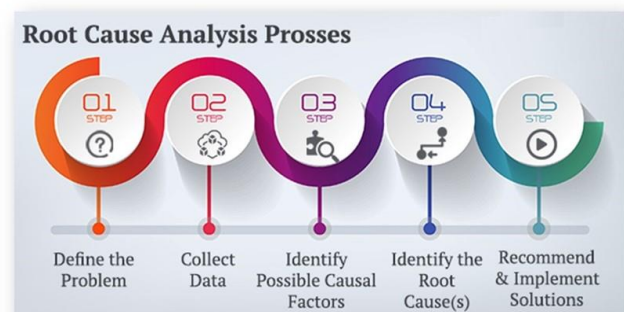 Root Cause Analysis Prosses
01
STEP
02
STEP
03
STEP
04
STEP
05
STEP
Define the
Problem
Collect
Data
Identify
Possible Causal
Factors
Identify the
Root
Cause(s)
Recommend
& Implement
Solutions